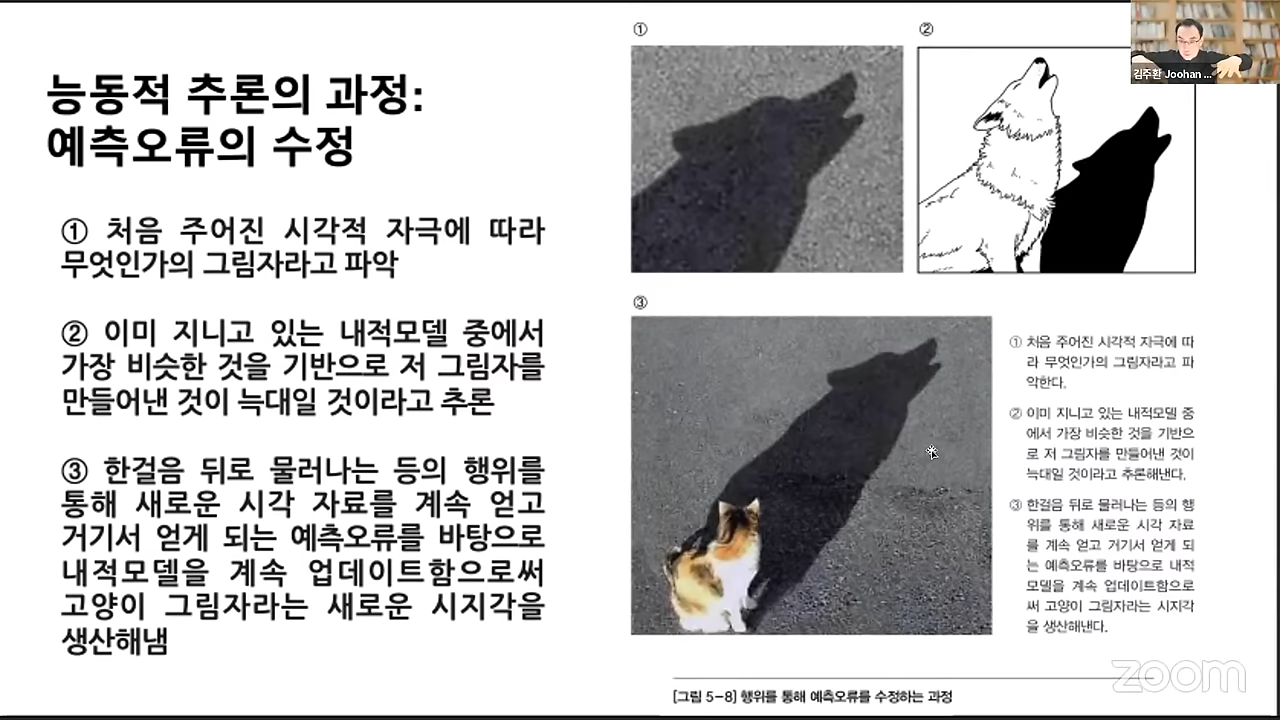 능동적 추론의 과정:
예측오류의 수정
① 처음 주어진 시각적 자극에 따라
무엇인가의 그림자라고 파악
② 이미 지니고 있는 내적모델 중에서
가장 비슷한 것을 기반으로 저 그림자를
만들어낸 것이 늑대일 것이라고 추론
③ 한걸음 뒤로 물러나는 등의 행위를
통해 새로운 시각 자료를 계속 얻고
거기서 얻게 되는 예측오류를 바탕으로
내적모델을 계속 업데이트함으로써
고양이 그림자라는 새로운 시지각을
생산해냄
①
②
③
① 처음 주어진 시각적 자극에 따
라 무엇인가의 그림자라고 파
악한다.
② 이미 지니고 있는 내적모델 중
에서 가장 비슷한 것을 기반으
로 저 그림자를 만들어낸 것이
늑대일 것이라고 추론해낸다.
③ 한걸음 뒤로 물러나는 등의 행
위를 통해 새로운 시각 자료
를 계속 얻고 거기서 얻게 되
는 예측오류를 바탕으로 내적
모델을 계속 업데이트함으로
써 고양이 그림자라는 시지각
을 생산해낸다.
[그림 5-8] 행위를 통해 예측오류를 수정하는 과정
김주환 Joohan ...
zoom